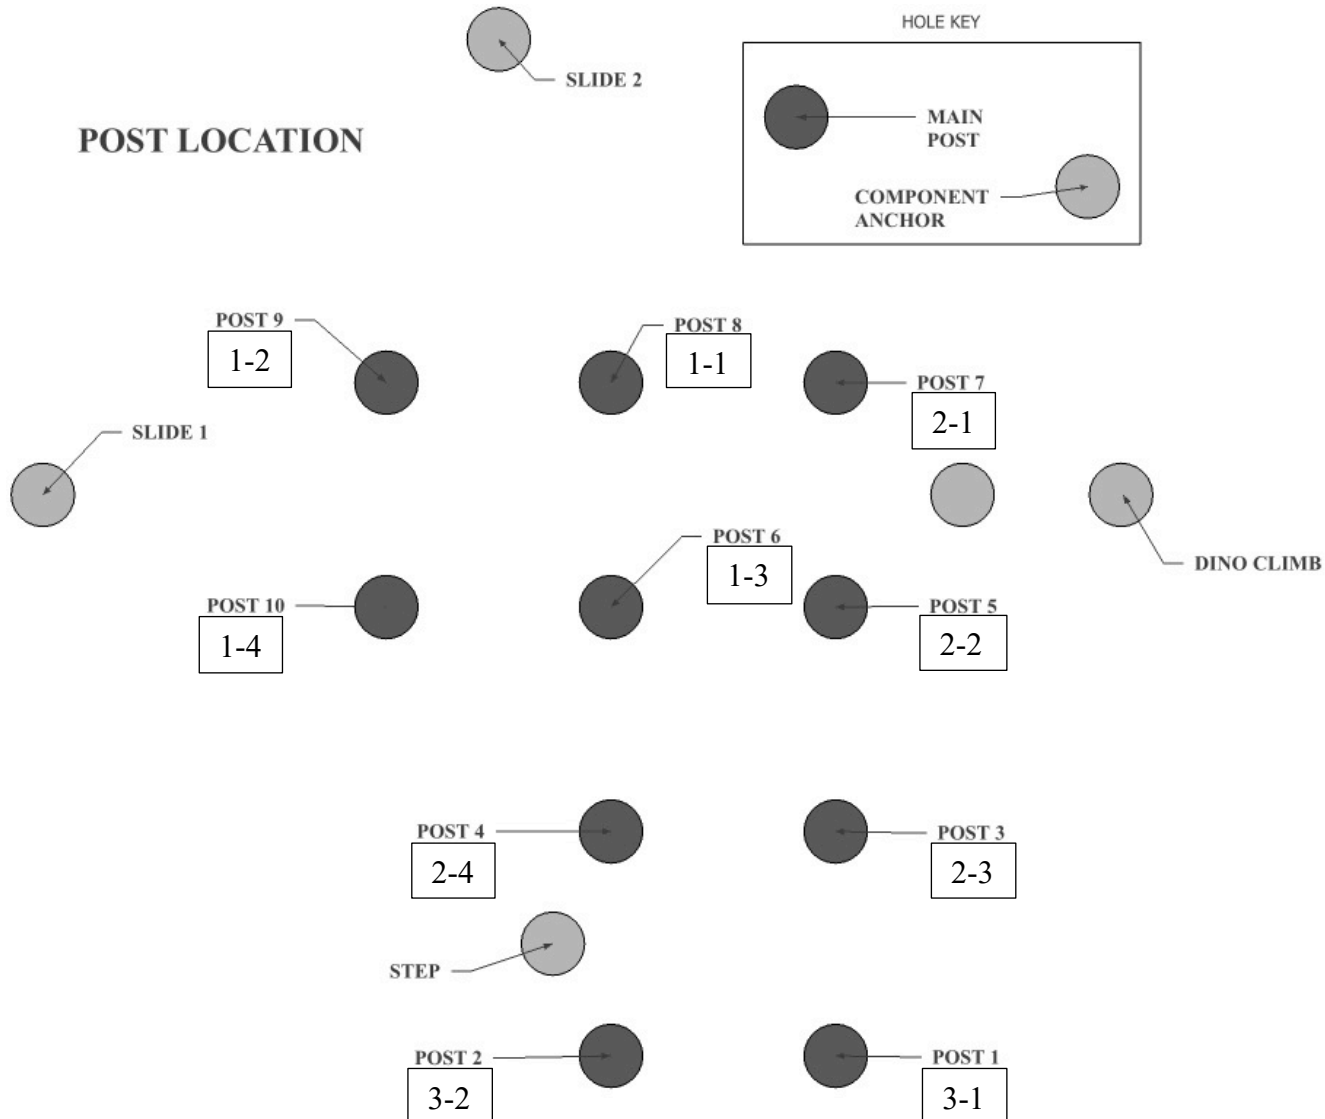 HOLE KEY
SLIDE 2
MAIN
POST
POST LOCATION
COMPONENT
ANCHOR
POST 9
POST 8
1-2
1-1
POST 7
2-1
SLIDE 1
POST 6
1-3
DINO CLIMB
POST 10
POST 5
1-4
2-2
POST 4
POST 3
2-4
2-3
STEP
POST 2
POST 1
3-2
3-1